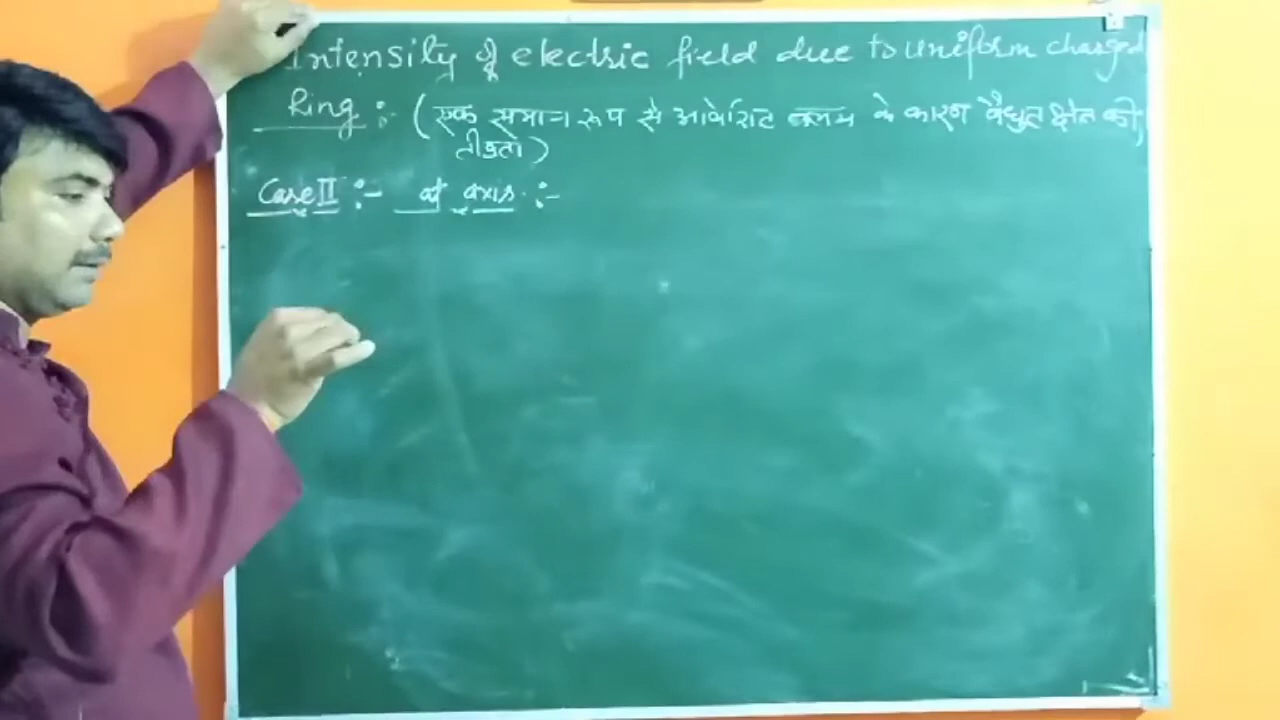 Intensity of electric field due to uniform charged
Ring :- (एक समान रूप से आवेशित वलय के कारण वैधुत क्षेत्र की,
तीव्रता)
Case II :- at axis :-